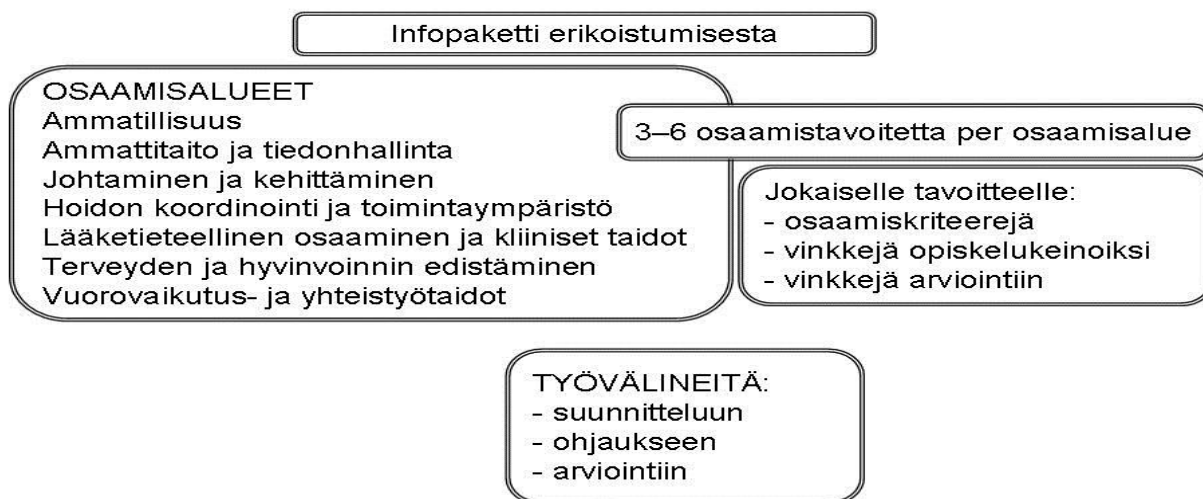 Infopaketti erikoistumisesta
OSAAMISALUEET
Ammatillisuus
Ammattitaito ja tiedonhallinta
Johtaminen ja kehittäminen
Hoidon koordinointi ja toimintaympäristö
Lääketieteellinen osaaminen ja kliiniset taidot
Terveyden ja hyvinvoinnin edistäminen
Vuorovaikutus- ja yhteistyötaidot
3–6 osaamistavoitetta per osaamisalue
Jokaiselle tavoitteelle:
- osaamiskriteerejä
- vinkkejä opiskelukeinoiksi
- vinkkejä arviointiin
TYÖVÄLINEITÄ:
- suunnitteluun
- ohjaukseen
- arviointiin